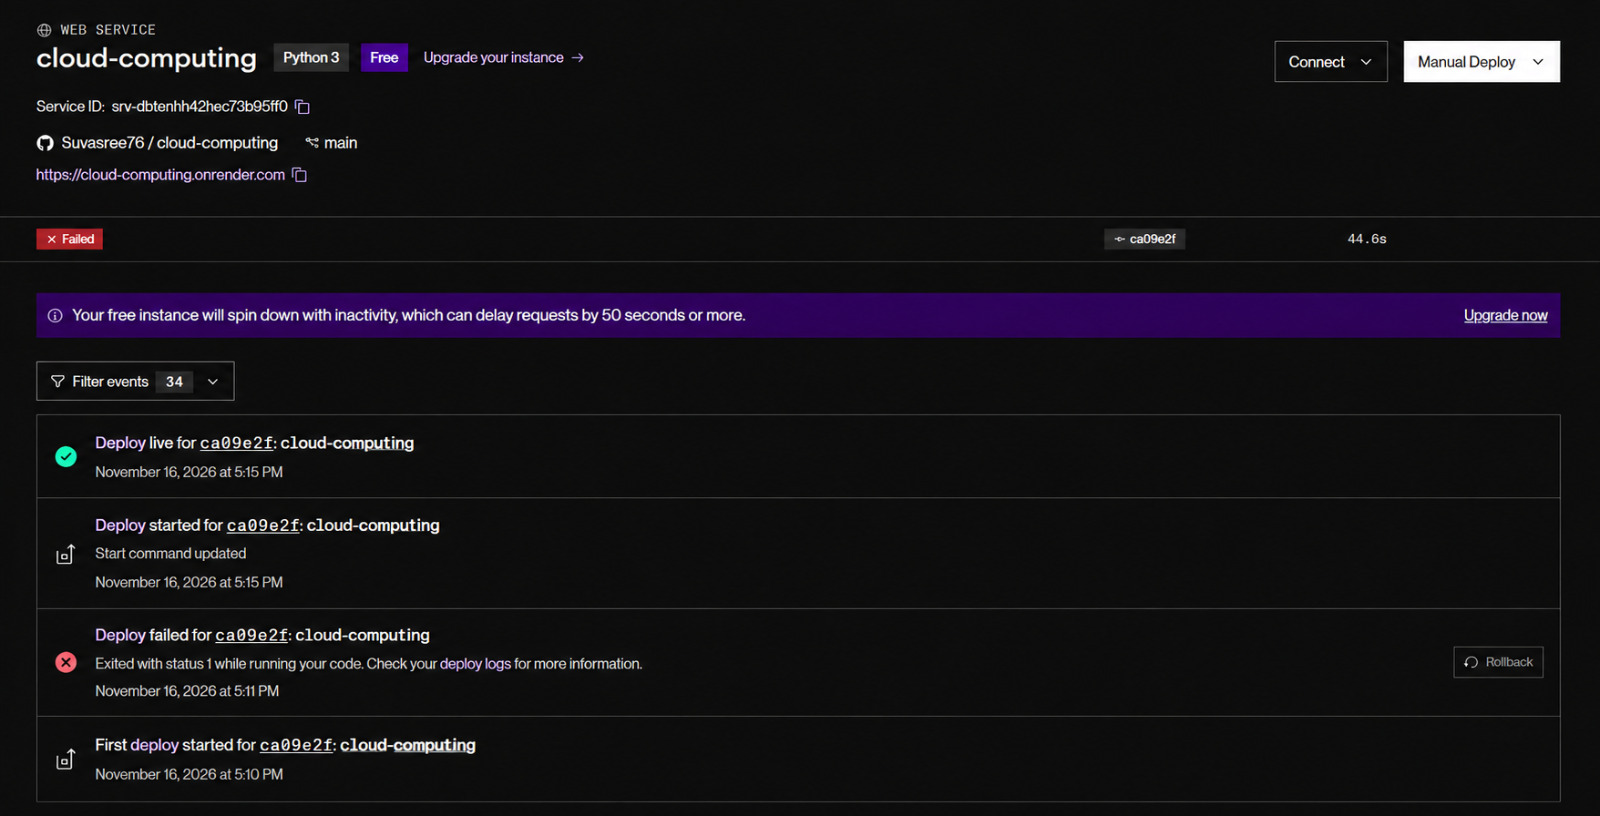 WEB SERVICE
cloud-computing Python 3 Free Upgrade your instance →
Connect Manual Deploy
Service ID: srv-dbtenhh42hec73b95ff0
Suvasree76 / cloud-computing main
https://cloud-computing.onrender.com
Failed ca09e2f 44.6s
Your free instance will spin down with inactivity, which can delay requests by 50 seconds or more. Upgrade now
Filter events 34
Deploy live for ca09e2f: cloud-computing
November 16, 2026 at 5:15 PM
Deploy started for ca09e2f: cloud-computing
Start command updated
November 16, 2026 at 5:15 PM
Deploy failed for ca09e2f: cloud-computing
Exited with status 1 while running your code. Check your deploy logs for more information.
Rollback
November 16, 2026 at 5:11 PM
First deploy started for ca09e2f: cloud-computing
November 16, 2026 at 5:10 PM